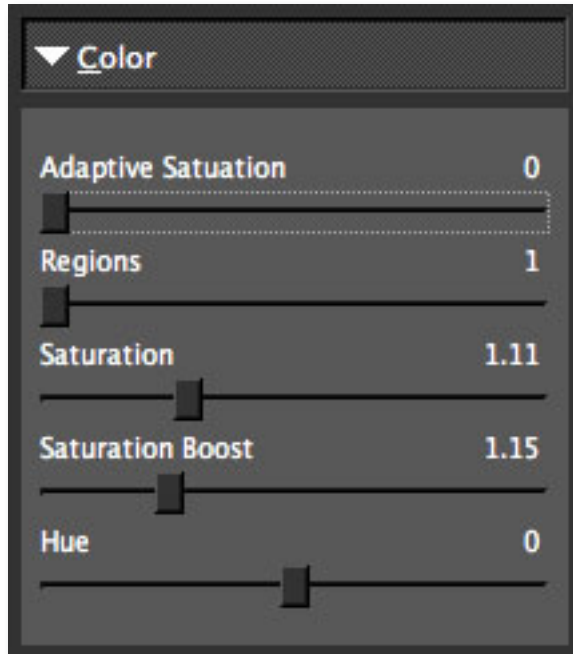 Color
Adaptive Satuation 0
Regions 1
Saturation 1.11
Saturation Boost 1.15
Hue 0